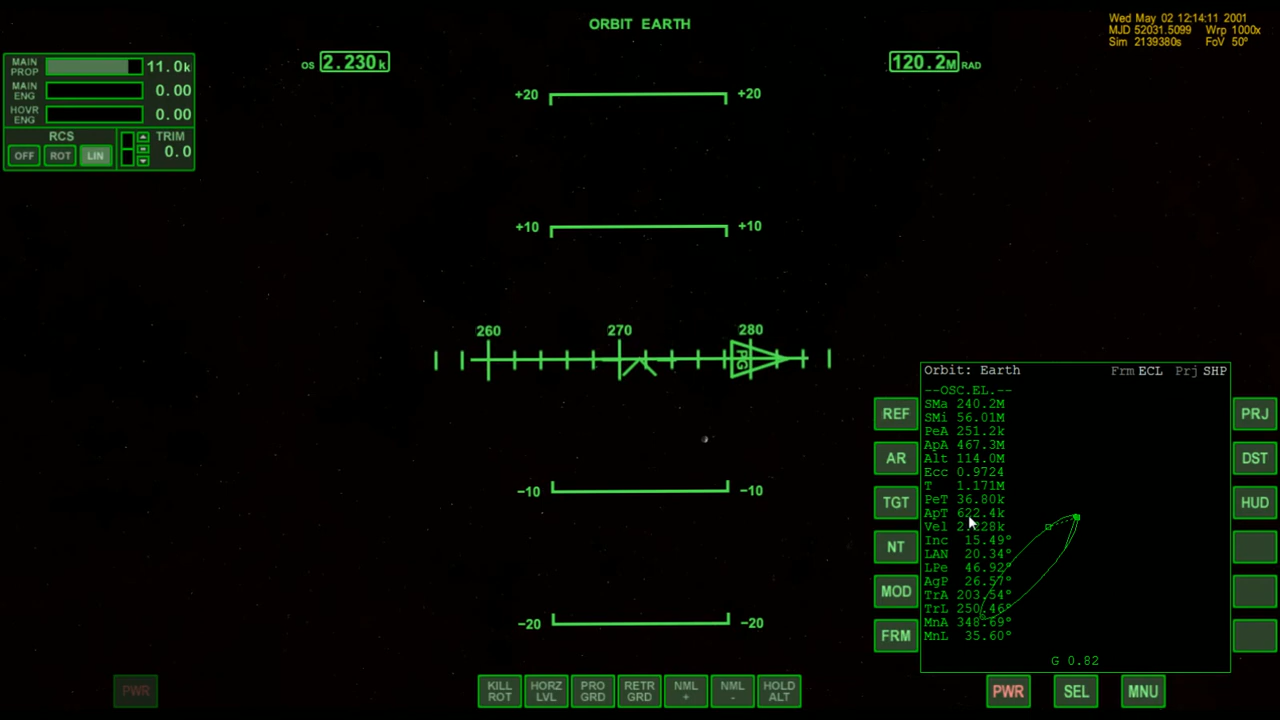 ORBIT EARTH
Wed May 02 12:14:11 2001
MJD 52031.5099 Wrp 1000x
Sim 2139380s FoV 50°
MAIN PROP 11.0k
MAIN ENG 0.00
HOVR ENG 0.00
RCS TRIM
OFF ROT LIN 0.0
OS 2.230k
120.2M RAD
+20 +20
+10 +10
260 270 280
PG
-10 -10
-20 -20
Orbit: Earth Frm ECL Prj SHP
--OSC.EL.--
SMa 240.2M
SMi 56.01M
PeA 251.2k
ApA 467.3M
Alt 114.0M
Ecc 0.9724
T 1.171M
PeT 36.80k
ApT 622.4k
Vel 2.228k
Inc 15.49°
LAN 20.34°
LPe 46.92°
AgP 26.57°
TrA 203.54°
TrL 250.46°
MnA 348.69°
MnL 35.60°
G 0.82
REF
AR
TGT
NT
MOD
FRM
PRJ
DST
HUD
PWR SEL MNU
PWR
KILL ROT
HORZ LVL
PRO GRD
RETR GRD
NML +
NML -
HOLD ALT